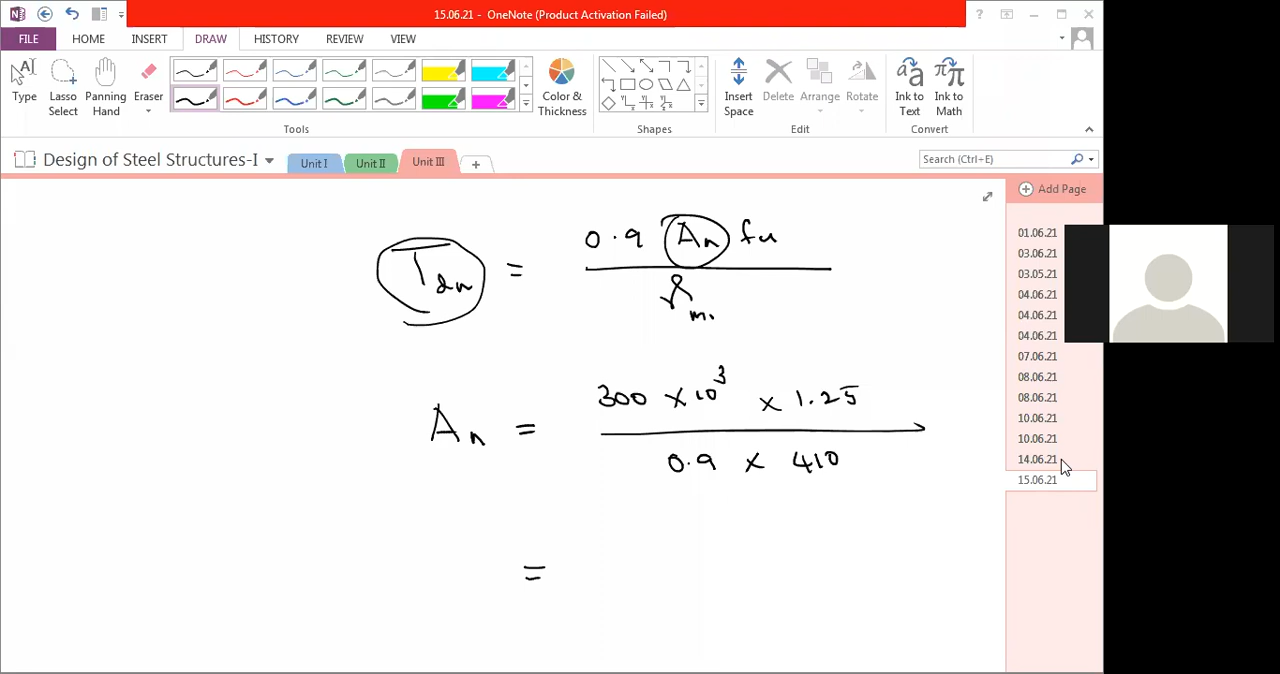 15.06.21 - OneNote (Product Activation Failed)
FILE HOME INSERT DRAW HISTORY REVIEW VIEW
Type Lasso Select Panning Hand Eraser Color & Thickness Insert Space Delete Arrange Rotate Ink to Text Ink to Math
Tools Shapes Edit Convert
Design of Steel Structures-I Unit I Unit II Unit III Search (Ctrl+E)
Add Page
01.06.21
03.06.21
03.05.21
04.06.21
04.06.21
04.06.21
07.06.21
08.06.21
08.06.21
10.06.21
10.06.21
14.06.21
15.06.21
Tdn = 0.9 An fu
γm1
An = 300 × 10³ × 1.25
0.9 × 410
=